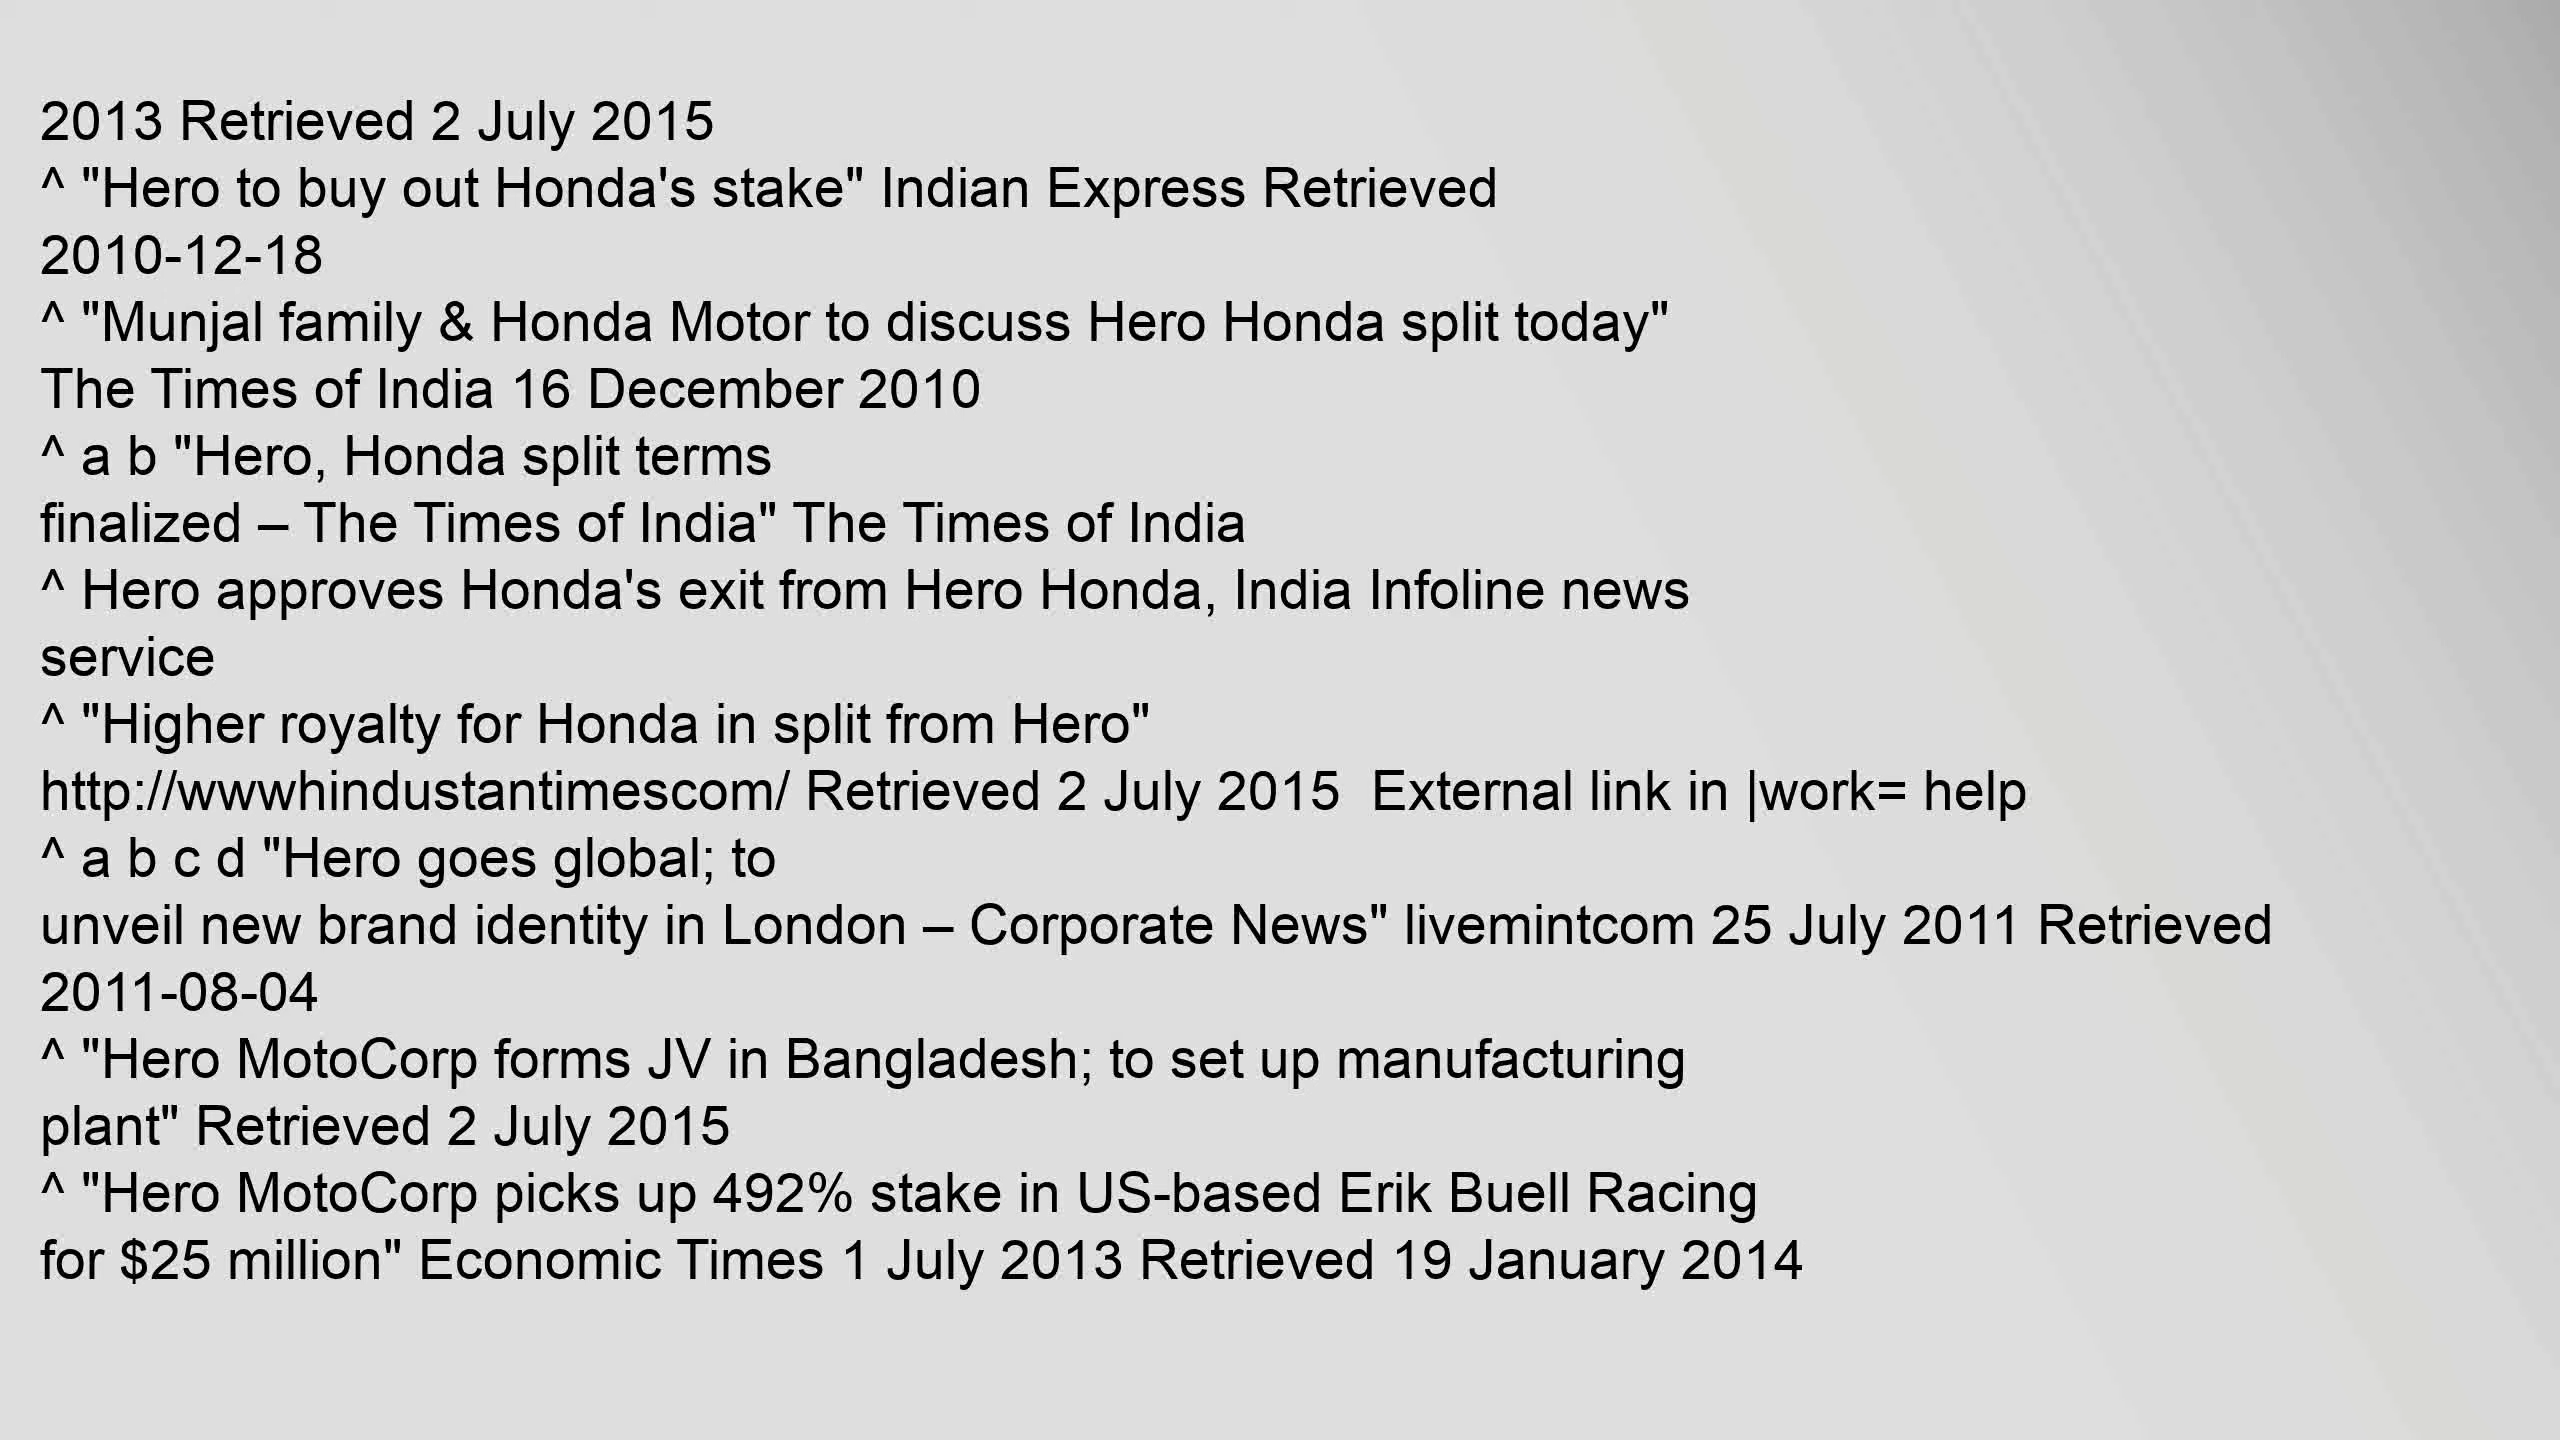 2013 Retrieved 2 July 2015
^ "Hero to buy out Honda's stake" Indian Express Retrieved
2010-12-18
^ "Munjal family & Honda Motor to discuss Hero Honda split today"
The Times of India 16 December 2010
^ a b "Hero, Honda split terms
finalized – The Times of India" The Times of India
^ Hero approves Honda's exit from Hero Honda, India Infoline news
service
^ "Higher royalty for Honda in split from Hero"
http://wwwhindustantimescom/ Retrieved 2 July 2015  External link in |work= help
^ a b c d "Hero goes global; to
unveil new brand identity in London – Corporate News" livemintcom 25 July 2011 Retrieved
2011-08-04
^ "Hero MotoCorp forms JV in Bangladesh; to set up manufacturing
plant" Retrieved 2 July 2015
^ "Hero MotoCorp picks up 492% stake in US-based Erik Buell Racing
for $25 million" Economic Times 1 July 2013 Retrieved 19 January 2014